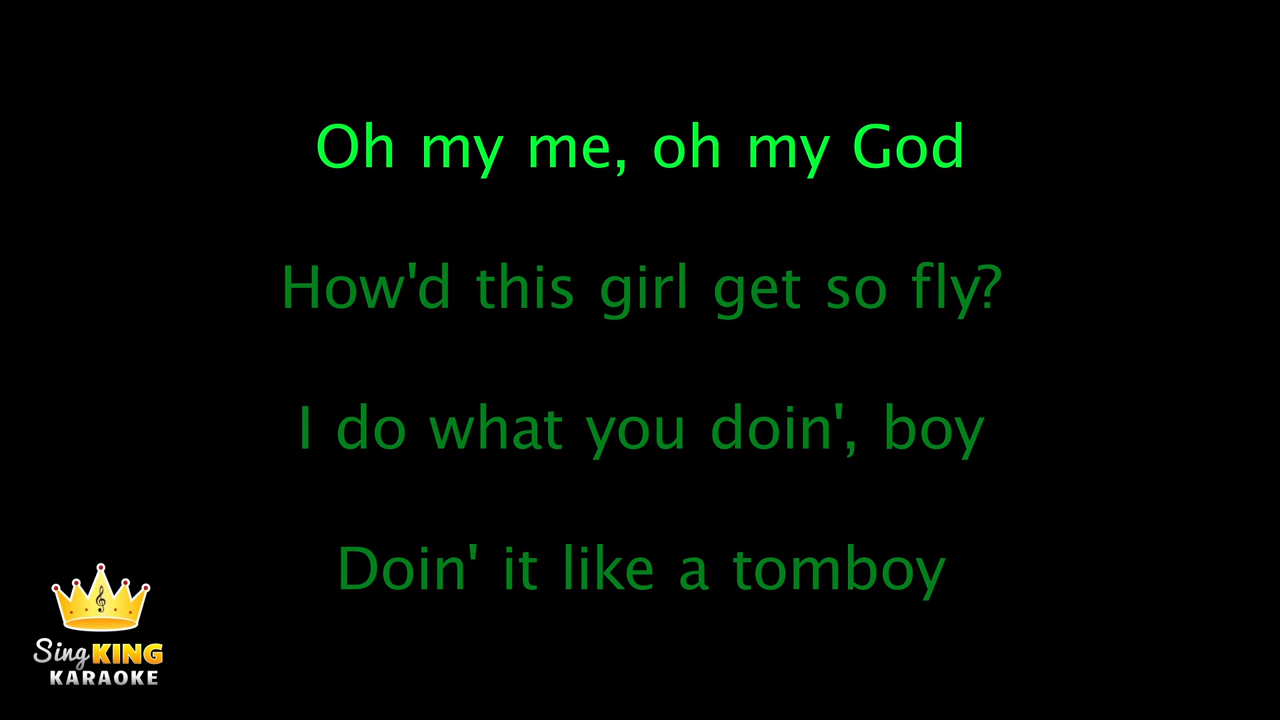 Oh my me, oh my God
How'd this girl get so fly?
I do what you doin', boy
Doin' it like a tomboy
Sing KING
KARAOKE